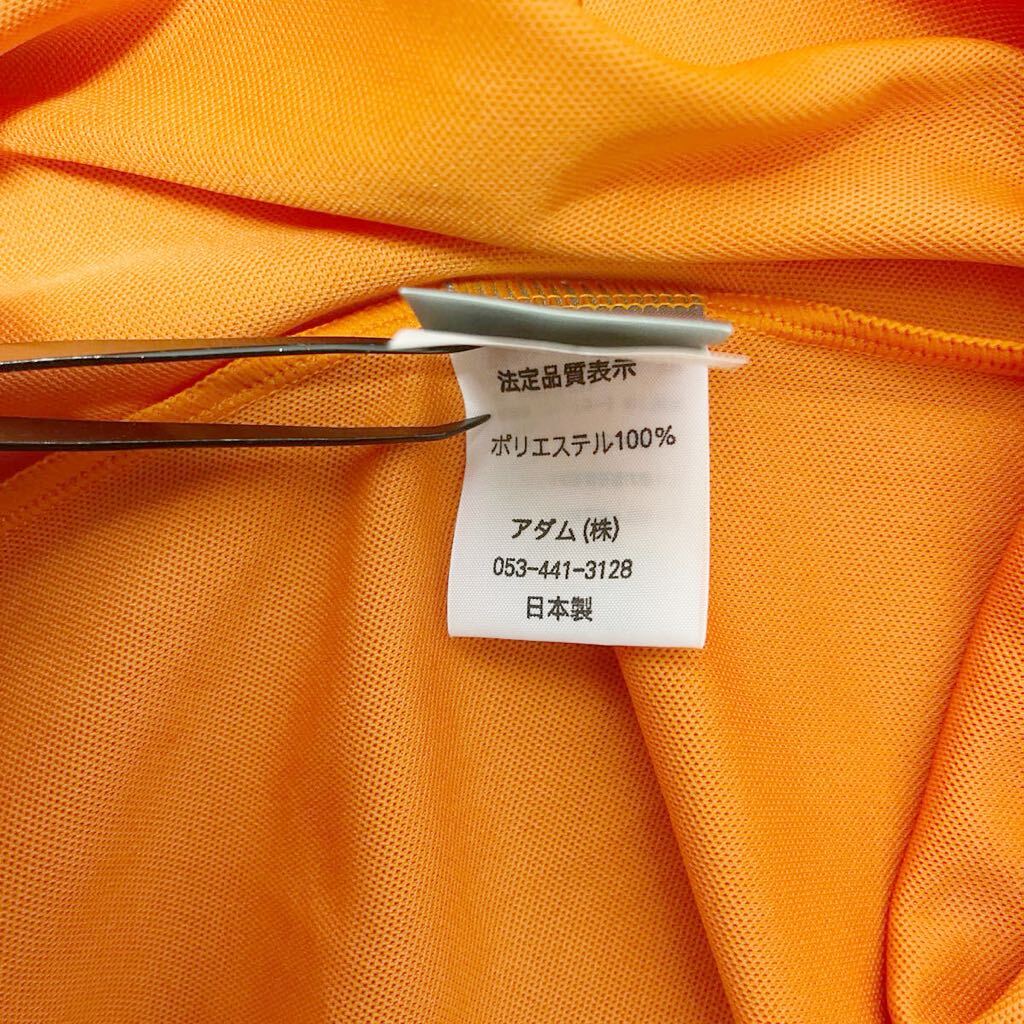 法定品質表示
ポリエステル100%
アダム(株)
053-441-3128
日本製